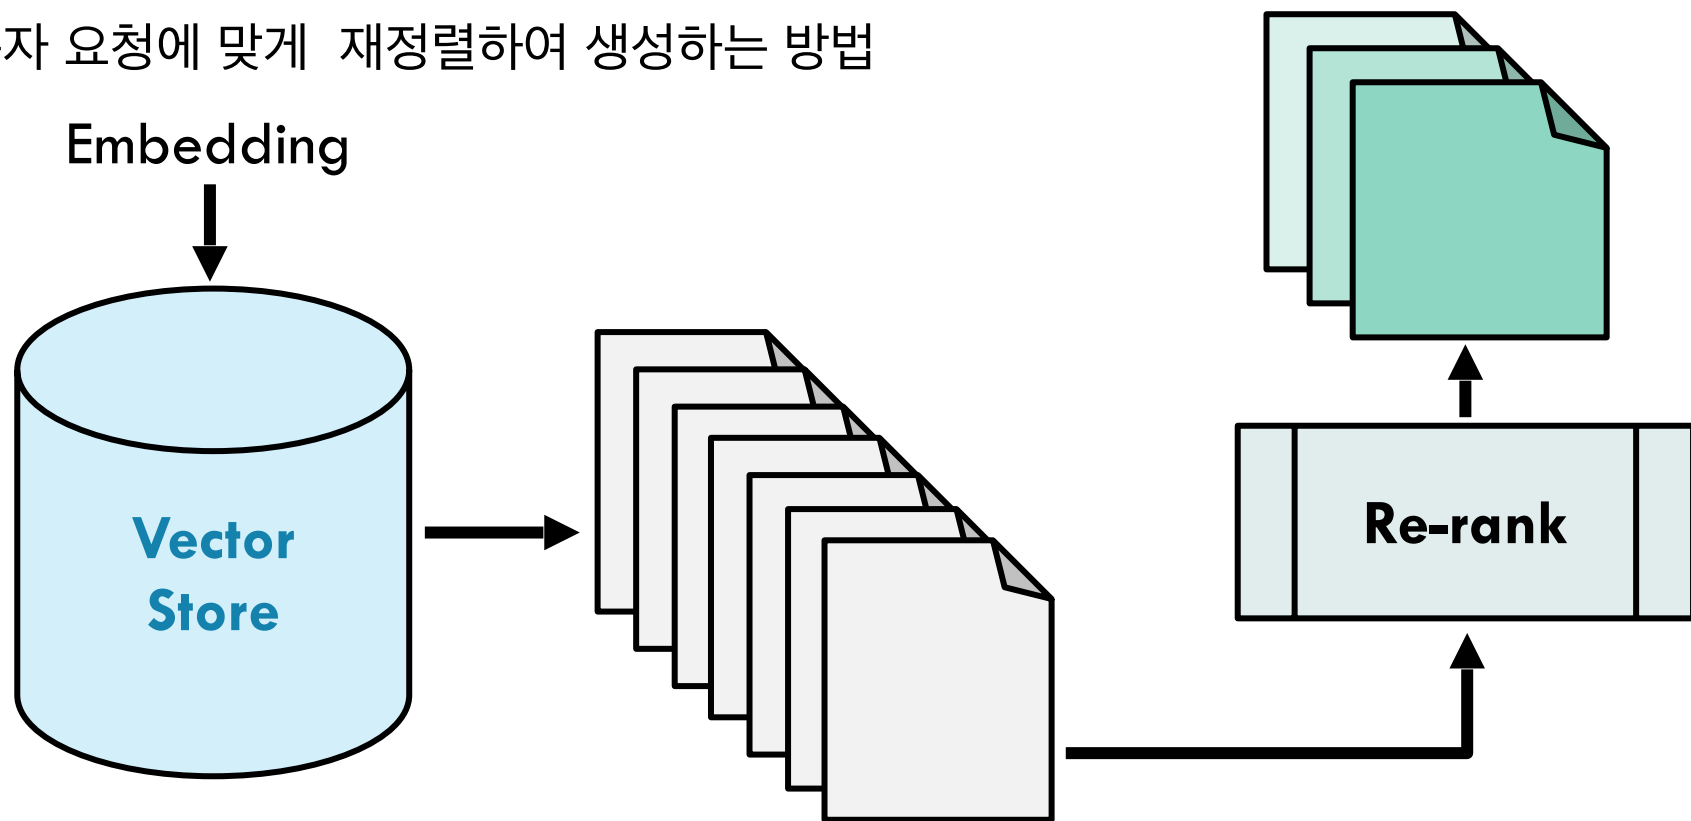 자 요청에 맞게 재정렬하여 생성하는 방법
Embedding
Vector
Store
Re-rank